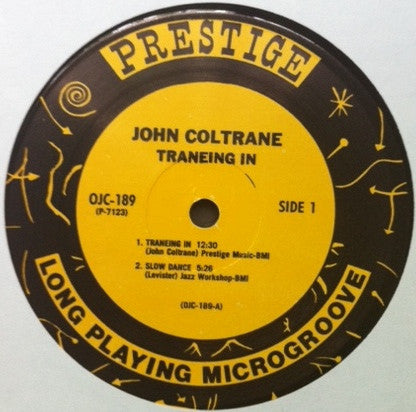 PRESTIGE
JOHN COLTRANE
TRANEING IN
OJC-189
(P-7123)
SIDE 1
1. TRANEING IN 12:30
(John Coltrane) Prestige Music-BMI
2. SLOW DANCE 5:26
(Levister) Jazz Workshop-BMI
(OJC-189-A)
LONG PLAYING MICROGROOVE